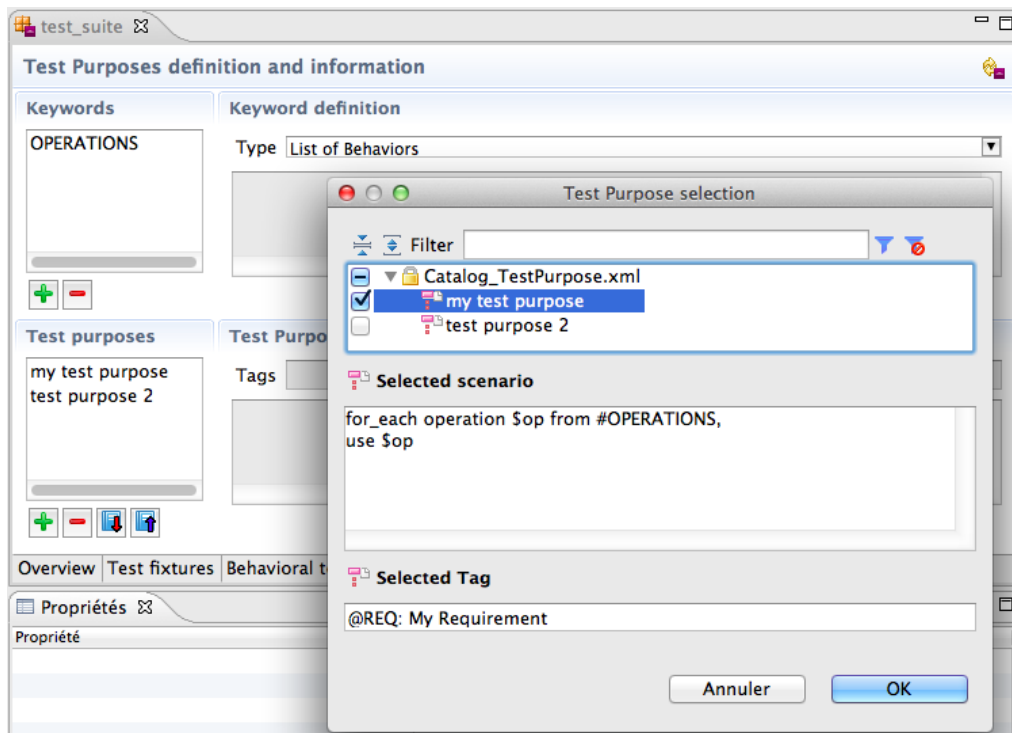 test_suite
Test Purposes definition and information
Keywords
Keyword definition
OPERATIONS
Type List of Behaviors
Test Purpose selection
Filter
Catalog_TestPurpose.xml
my test purpose
test purpose 2
Test purposes
Test Purpo
my test purpose
test purpose 2
Tags
Selected scenario
for_each operation $op from #OPERATIONS,
use $op
Overview Test fixtures Behavioral t
Selected Tag
@REQ: My Requirement
Propriétés
Propriété
Annuler
OK